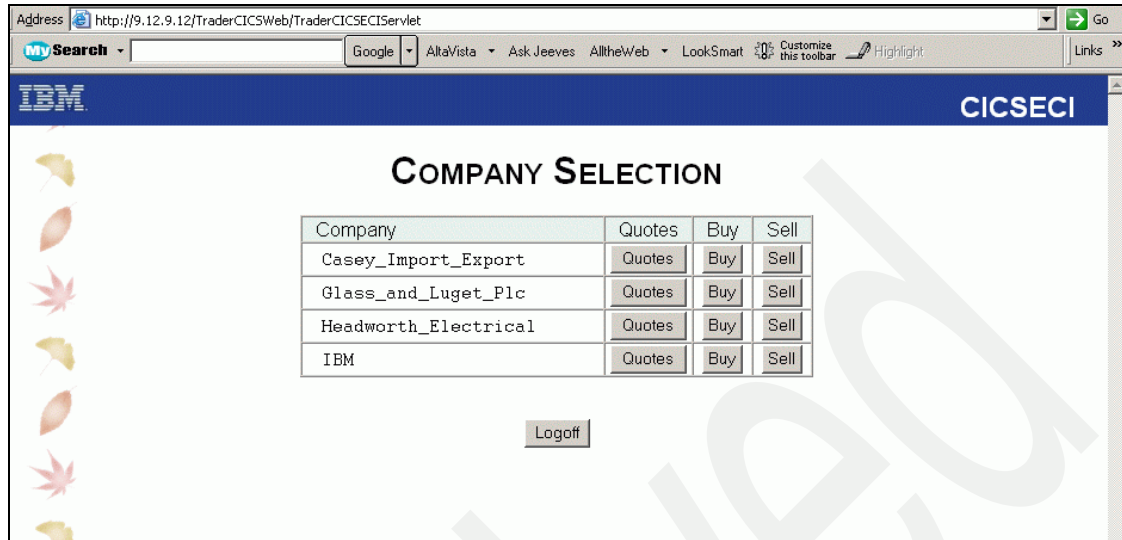 Address http://9.12.9.12/TraderCICSWeb/TraderCICSECIServlet Go
My Search Google AltaVista Ask Jeeves AlltheWeb LookSmart Customize this toolbar Highlight Links »
IBM. CICSECI
COMPANY SELECTION
Company Quotes Buy Sell
Casey_Import_Export Quotes Buy Sell
Glass_and_Luget_Plc Quotes Buy Sell
Headworth_Electrical Quotes Buy Sell
IBM Quotes Buy Sell
Logoff